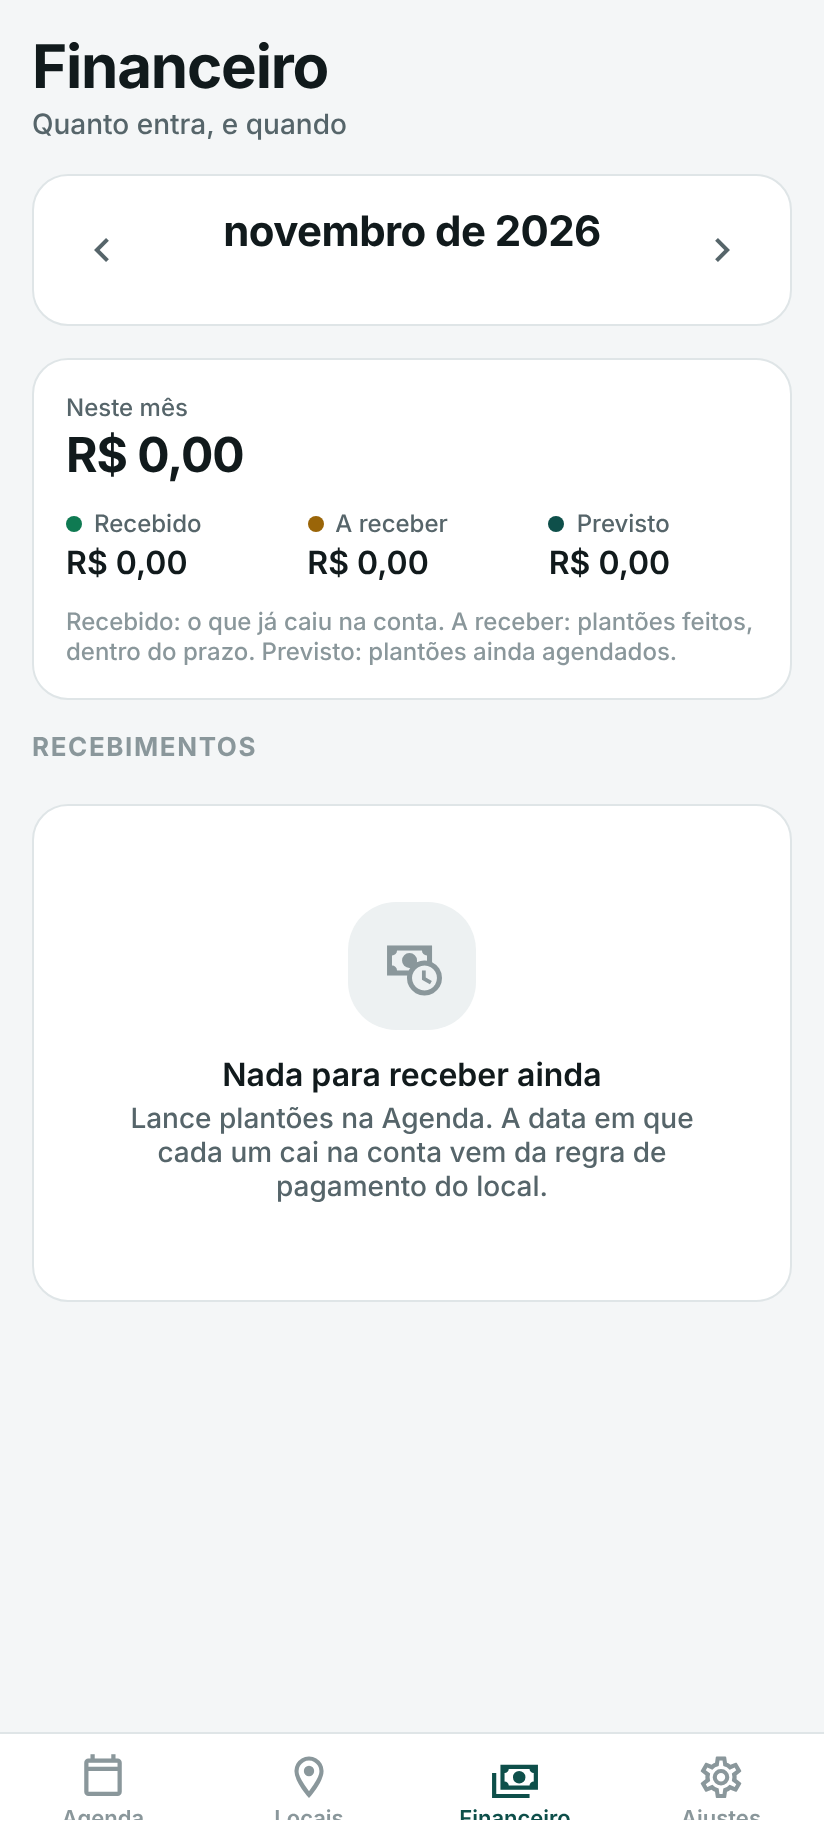 Financeiro
Quanto entra, e quando
novembro de 2026
Neste mês
R$ 0,00
Recebido
A receber
Previsto
R$ 0,00
R$ 0,00
R$ 0,00
Recebido: o que já caiu na conta. A receber: plantões feitos,
dentro do prazo. Previsto: plantões ainda agendados.
RECEBIMENTOS
Nada para receber ainda
Lance plantões na Agenda. A data em que
cada um cai na conta vem da regra de
pagamento do local.
Agenda
Locais
Financeiro
Ajustes